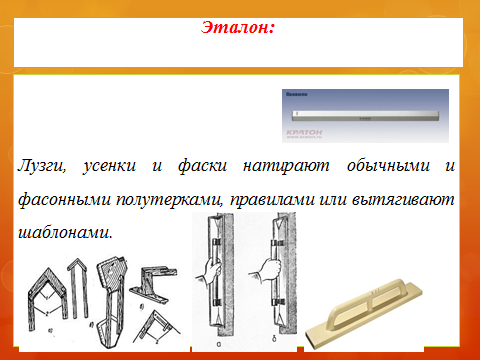 Эталон:
КРАТОН
Лузги, усенки и фаски натирают обычными и
фасонными полутерками, правилами или вытягивают
шаблонами.
а
б